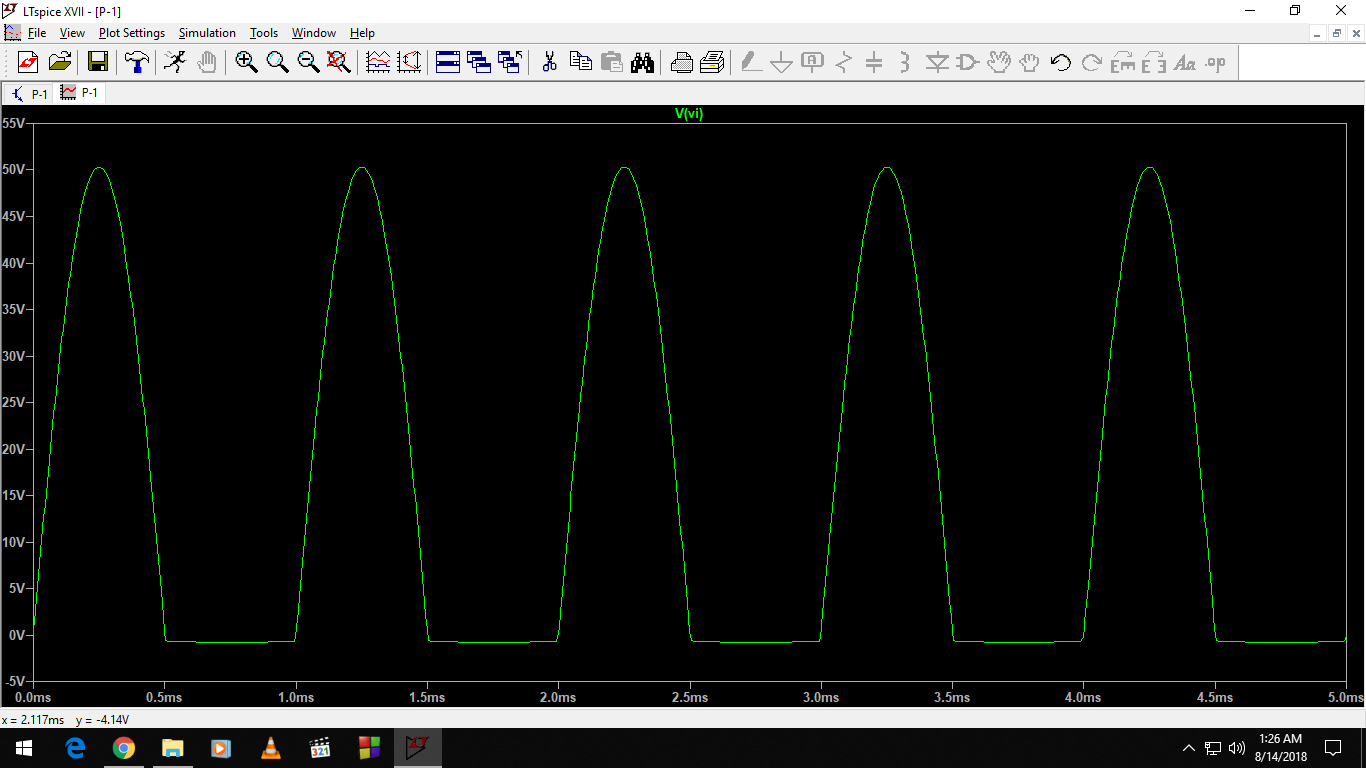 LTspice XVII - [P-1]
File View Plot Settings Simulation Tools Window Help
P-1 P-1
V(vi)
55V
50V
45V
40V
35V
30V
25V
20V
15V
10V
5V
0V
-5V
0.0ms 0.5ms 1.0ms 1.5ms 2.0ms 2.5ms 3.0ms 3.5ms 4.0ms 4.5ms 5.0ms
x = 2.117ms y = -4.14V
321
1:26 AM
8/14/2018